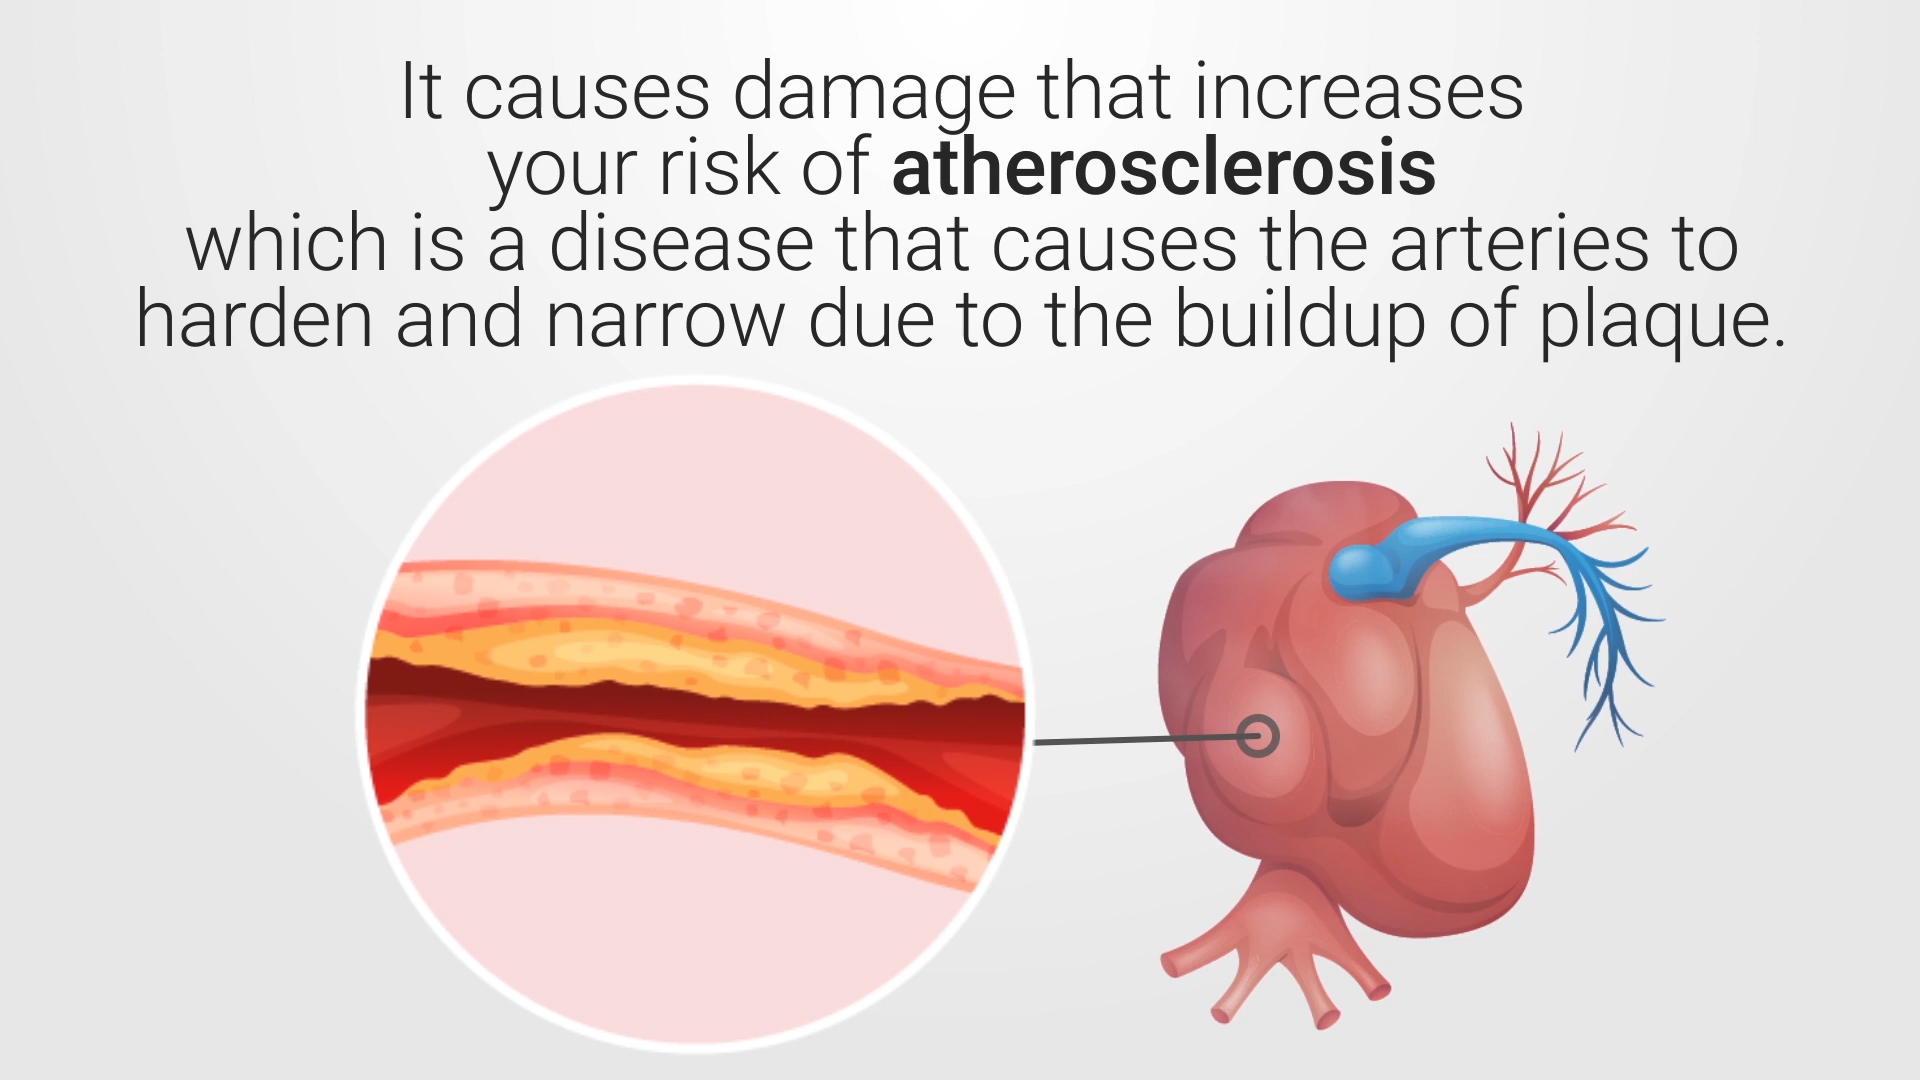 It causes damage that increases
your risk of atherosclerosis
which is a disease that causes the arteries to
harden and narrow due to the buildup of plaque.